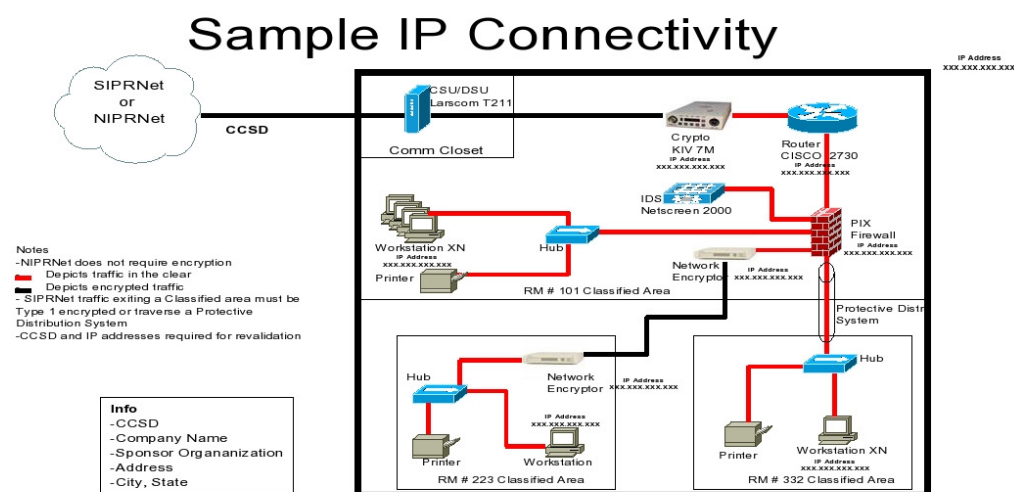 Sample IP Connectivity
IP Address
xxx.xxx.xxx.xxx
SIPRNet
or
NIPRNet
CCSD
CSU/DSU
Larscom T211
Comm Closet
Crypto
KIV 7M
IP Address
xxx.xxx.xxx.xxx
Router
CISCO 2730
IP Address
xxx.xxx.xxx.xxx
IDS
Netscreen 2000
PIX
Firewall
IP Address
xxx.xxx.xxx.xxx
Workstation XN
IP Address
xxx.xxx.xxx.xxx
Hub
Printer
Network
Encryptor
IP Address
xxx.xxx.xxx.xxx
RM # 101 Classified Area
Notes
-NIPRNet does not require encryption
Depicts traffic in the clear
Depicts encrypted traffic
- SIPRNet traffic exiting a Classified area must be
Type 1 encrypted or traverse a Protective
Distribution System
-CCSD and IP addresses required for revalidation
Protective Distr
System
Hub
Network
Encryptor
IP Address
xxx.xxx.xxx.xxx
IP Address
xxx.xxx.xxx.xxx
Printer
Workstation
RM # 223 Classified Area
Hub
Printer
Workstation XN
IP Address
xxx.xxx.xxx.xxx
RM # 332 Classified Area
Info
-CCSD
-Company Name
-Sponsor Organanization
-Address
-City, State